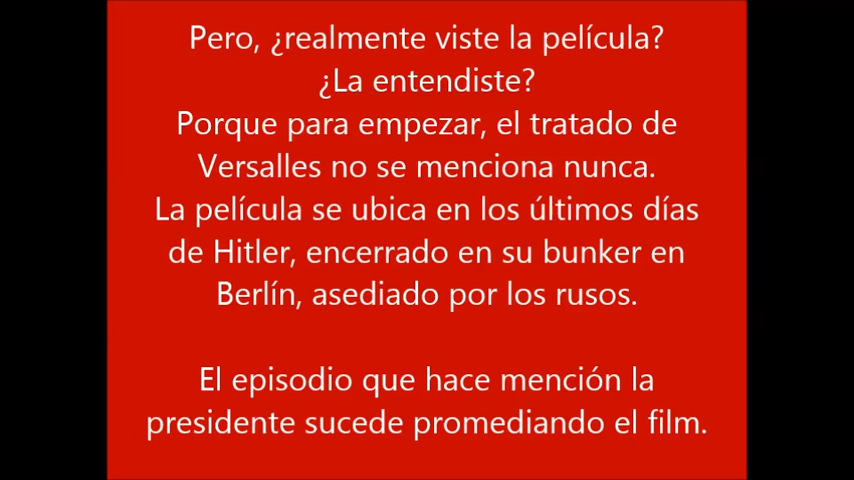 Pero, ¿realmente viste la película?
¿La entendiste?
Porque para empezar, el tratado de
Versalles no se menciona nunca.
La película se ubica en los últimos días
de Hitler, encerrado en su bunker en
Berlín, asediado por los rusos.
El episodio que hace mención la
presidente sucede promediando el film.